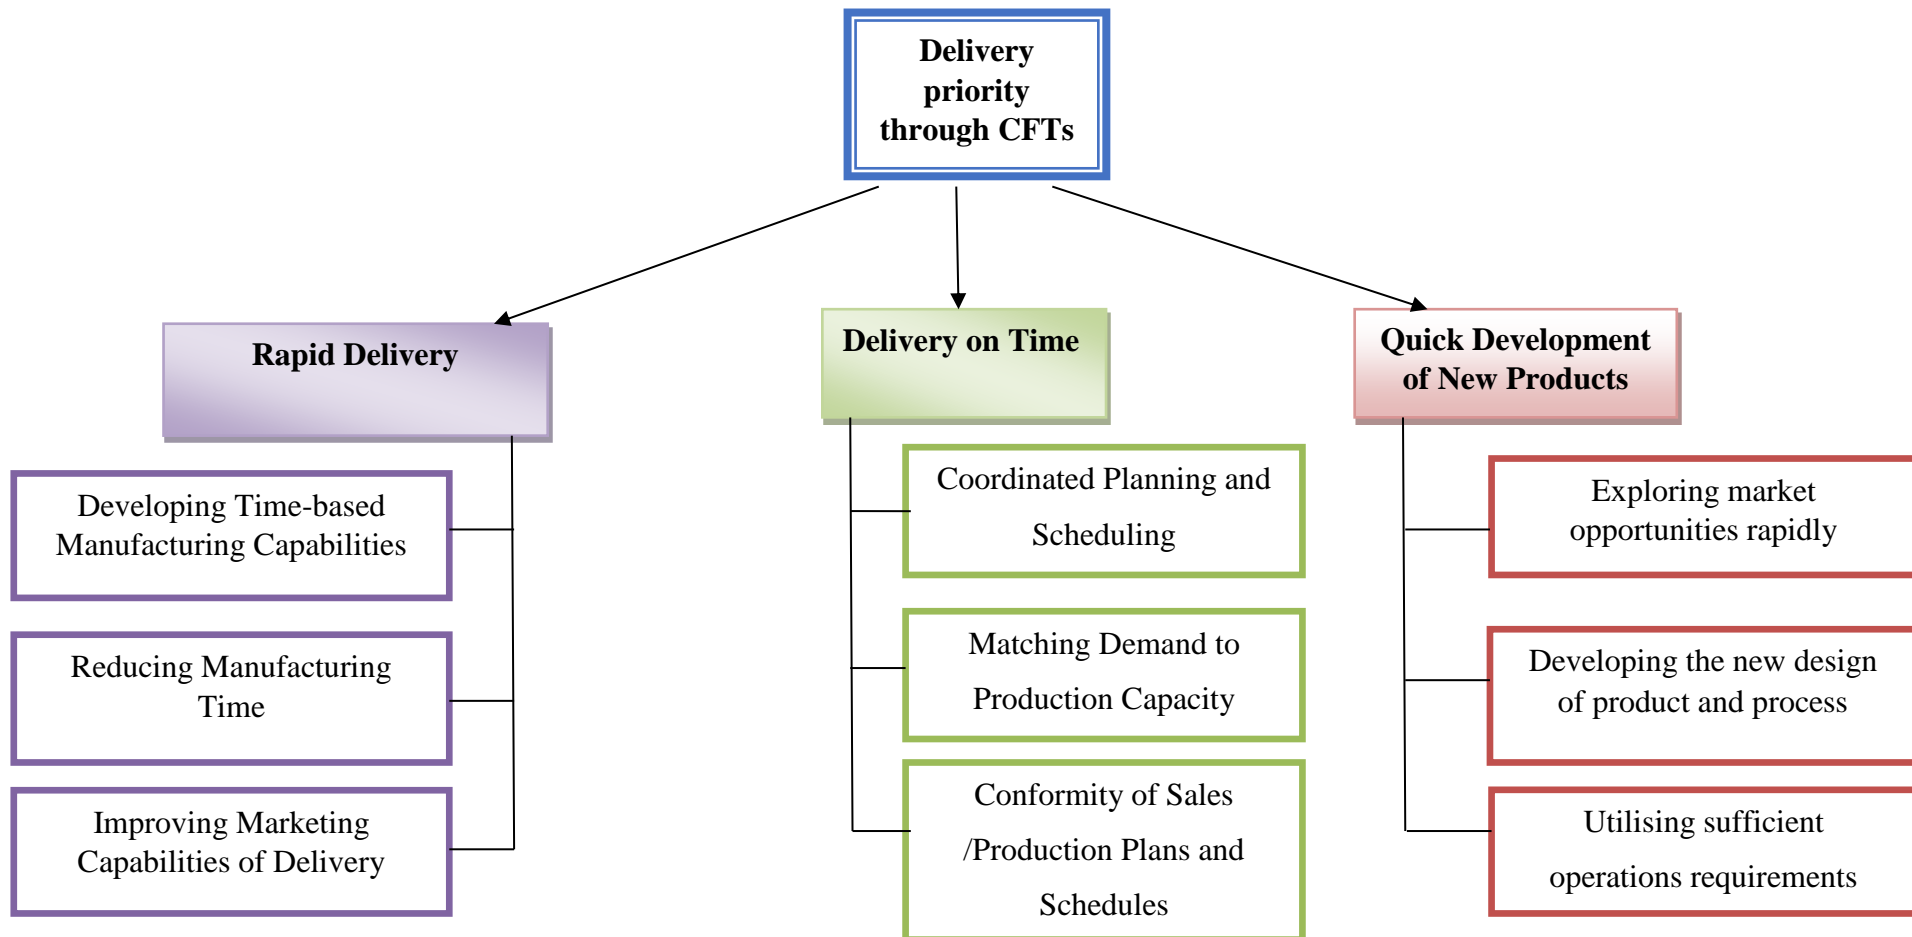 Delivery
priority
through CFTs
Rapid Delivery
Developing Time-based
Manufacturing Capabilities
Reducing Manufacturing
Time
Improving Marketing
Capabilities of Delivery
Delivery on Time
Coordinated Planning and
Scheduling
Matching Demand to
Production Capacity
Conformity of Sales
/Production Plans and
Schedules
Quick Development
of New Products
Exploring market
opportunities rapidly
Developing the new design
of product and process
Utilising sufficient
operations requirements